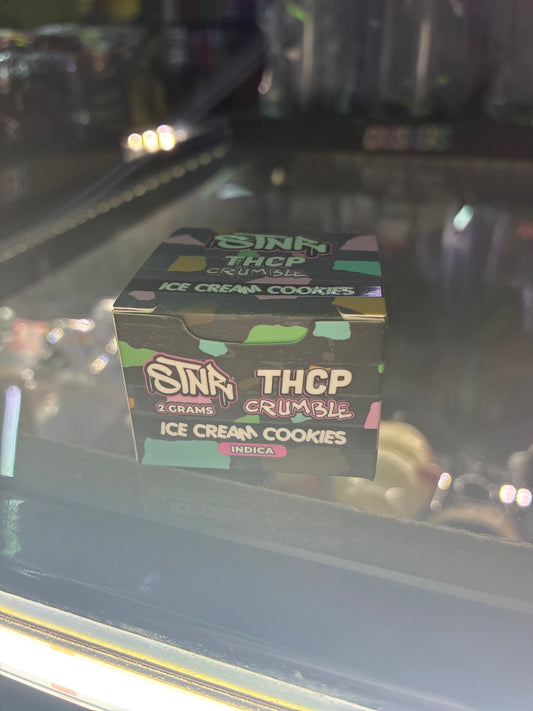 STNR
THCP
CRUMBLE
ICE CREAM COOKIES
STNR
2 GRAMS
THCP
CRUMBLE
ICE CREAM COOKIES
INDICA